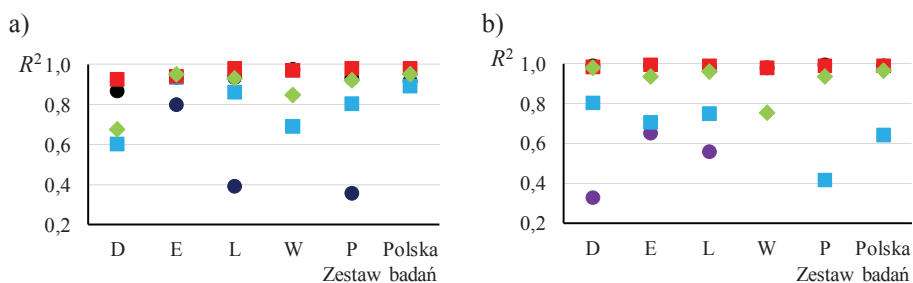 a)
R²
1,0
0,8
0,6
0,4
0,2
D E L W P Polska
Zestaw badań
b)
R²
1,0
0,8
0,6
0,4
0,2
D E L W P Polska
Zestaw badań